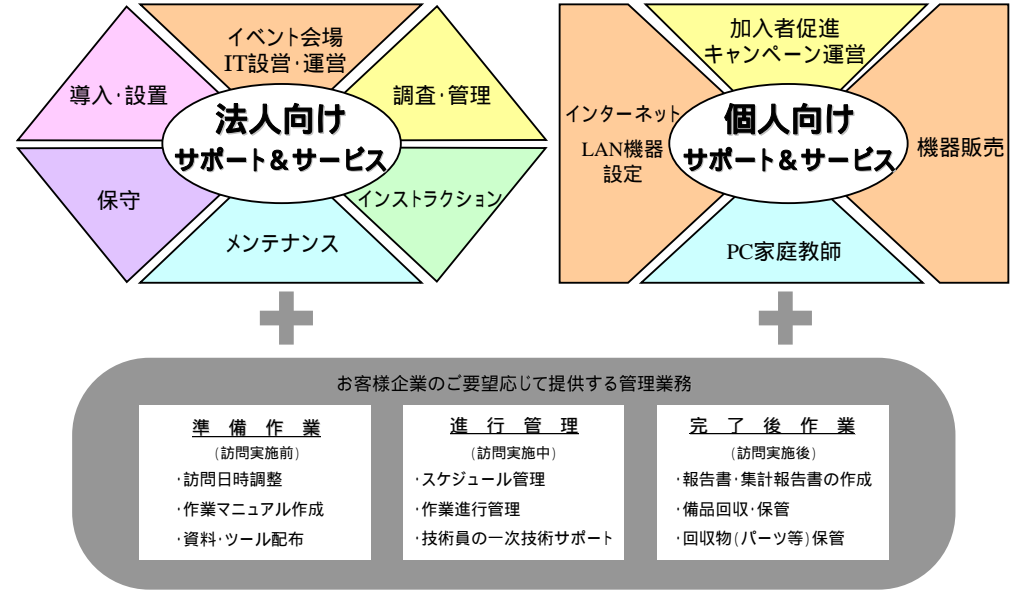 イベント会場
IT設営・運営
導入・設置
調査・管理
法人向け
サポート＆サービス
保守
インストラクション
メンテナンス
加入者促進
キャンペーン運営
インターネット
LAN機器
設定
個人向け
サポート＆サービス
機器販売
PC家庭教師
お客様企業のご要望応じて提供する管理業務
準備作業
(訪問実施前)
・訪問日時調整
・作業マニュアル作成
・資料・ツール配布
進行管理
(訪問実施中)
・スケジュール管理
・作業進行管理
・技術員の一次技術サポート
完了後作業
(訪問実施後)
・報告書・集計報告書の作成
・備品回収・保管
・回収物(パーツ等)保管